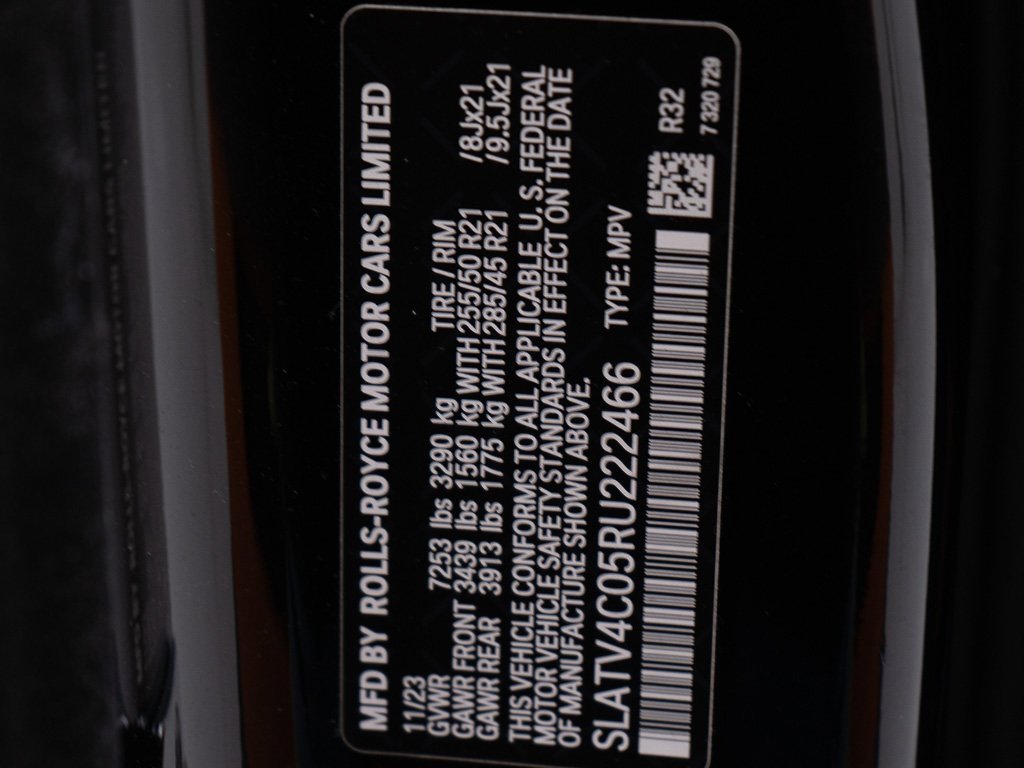 MFD BY ROLLS-ROYCE MOTOR CARS LIMITED
11/23
GVWR 7253 lbs 3290 kg TIRE / RIM
GAWR FRONT 3439 lbs 1560 kg WITH 255/50 R21 / 8Jx21
GAWR REAR 3913 lbs 1775 kg WITH 285/45 R21 / 9.5Jx21
THIS VEHICLE CONFORMS TO ALL APPLICABLE U. S. FEDERAL
MOTOR VEHICLE SAFETY STANDARDS IN EFFECT ON THE DATE
OF MANUFACTURE SHOWN ABOVE.
SLATV4C05RU222466 TYPE: MPV
R32
7 320 729